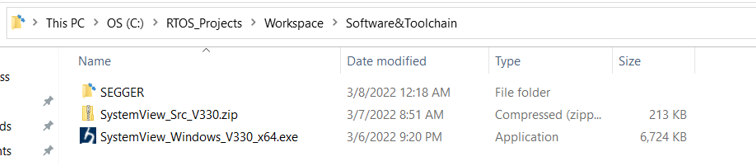 This PC > OS (C:) > RTOS_Projects > Workspace > Software&Toolchain
Name Date modified Type Size
SEGGER 3/8/2022 12:18 AM File folder
ss
SystemView_Src_V330.zip 3/7/2022 8:51 AM Compressed (zipp... 213 KB
ds
SystemView_Windows_V330_x64.exe 3/6/2022 9:20 PM Application 6,724 KB
nts